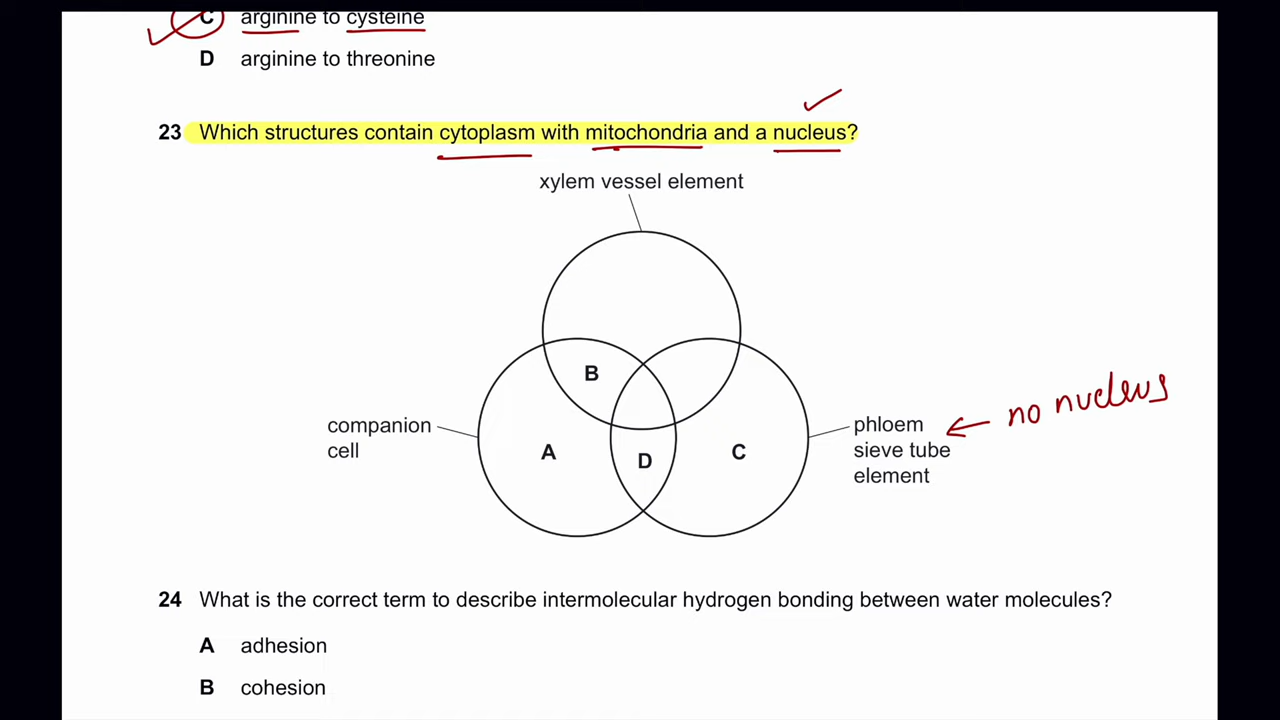 C arginine to cysteine
D arginine to threonine
23 Which structures contain cytoplasm with mitochondria and a nucleus?
xylem vessel element
B
companion
cell
A
D
C
phloem
sieve tube
element
no nucleus
24 What is the correct term to describe intermolecular hydrogen bonding between water molecules?
A adhesion
B cohesion